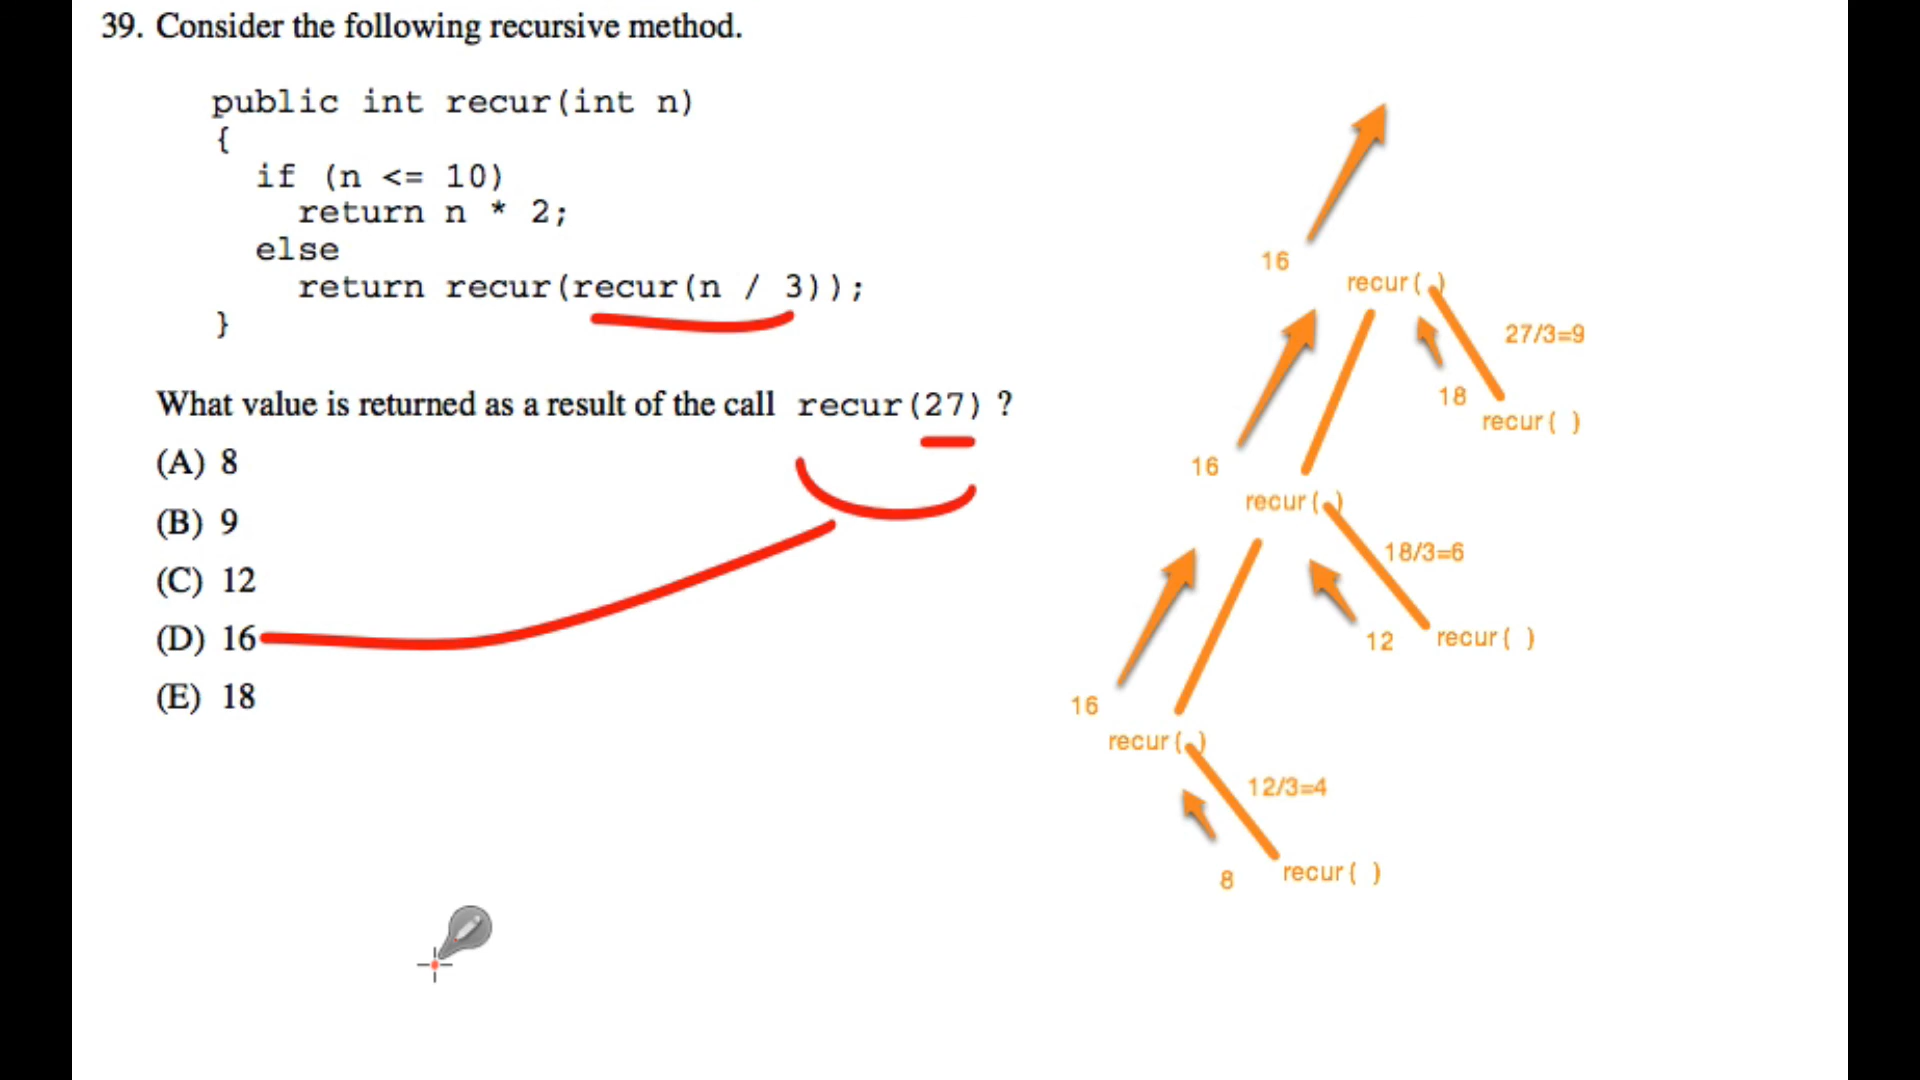 39. Consider the following recursive method.
public int recur(int n)
{
if (n <= 10)
return n * 2;
else
return recur(recur(n / 3));
}
What value is returned as a result of the call recur(27) ?
(A) 8
(B) 9
(C) 12
(D) 16
(E) 18
16
recur( )
27/3=9
18
recur( )
16
recur( )
18/3=6
12
recur( )
16
recur( )
12/3=4
8
recur( )